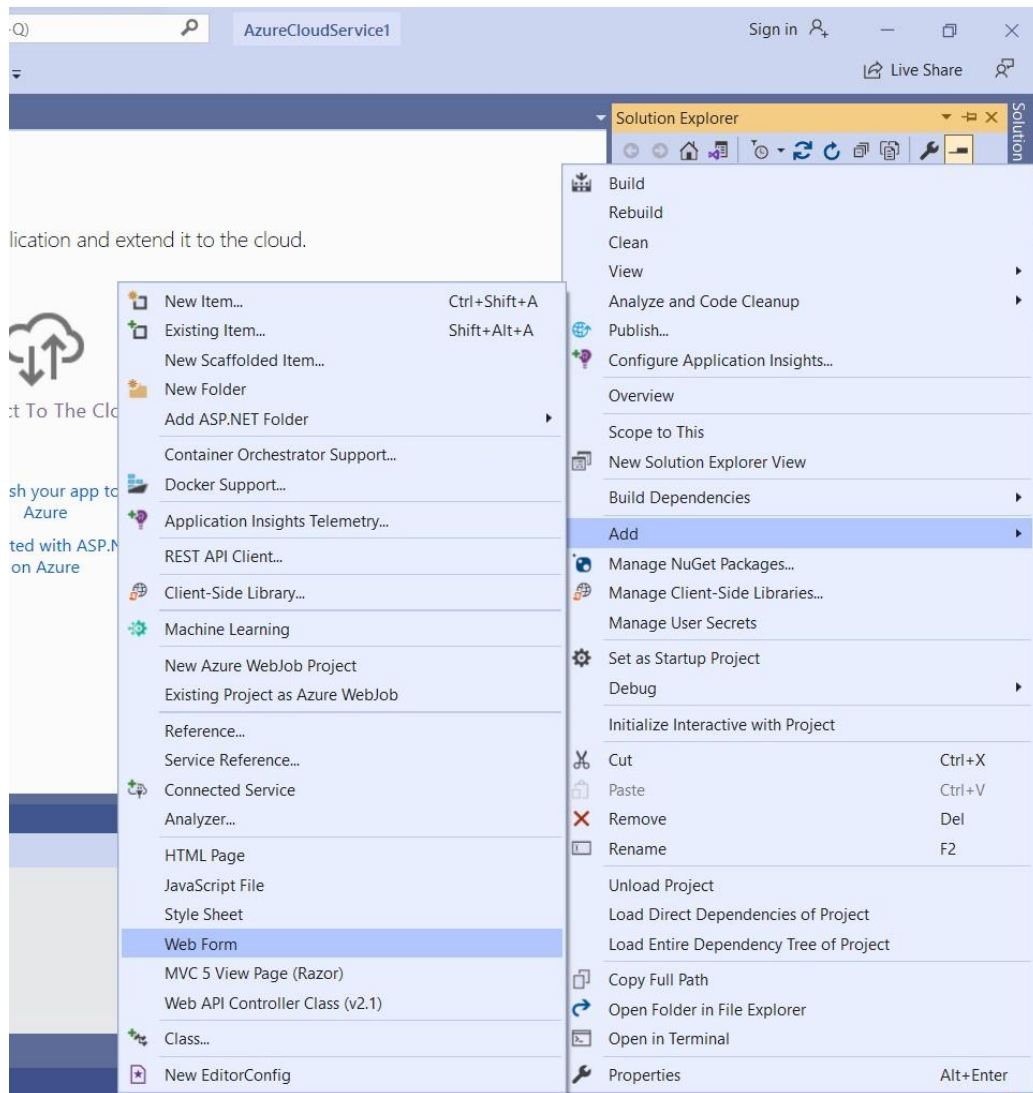 -Q)
AzureCloudService1
Sign in
Live Share
Solution Explorer
Solution
lication and extend it to the cloud.
ct To The Clo
sh your app to
Azure
ted with ASP.N
on Azure
New Item... Ctrl+Shift+A
Existing Item... Shift+Alt+A
New Scaffolded Item...
New Folder
Add ASP.NET Folder
Container Orchestrator Support...
Docker Support...
Application Insights Telemetry...
REST API Client...
Client-Side Library...
Machine Learning
New Azure WebJob Project
Existing Project as Azure WebJob
Reference...
Service Reference...
Connected Service
Analyzer...
HTML Page
JavaScript File
Style Sheet
Web Form
MVC 5 View Page (Razor)
Web API Controller Class (v2.1)
Class...
New EditorConfig
Build
Rebuild
Clean
View
Analyze and Code Cleanup
Publish...
Configure Application Insights...
Overview
Scope to This
New Solution Explorer View
Build Dependencies
Add
Manage NuGet Packages...
Manage Client-Side Libraries...
Manage User Secrets
Set as Startup Project
Debug
Initialize Interactive with Project
Cut Ctrl+X
Paste Ctrl+V
Remove Del
Rename F2
Unload Project
Load Direct Dependencies of Project
Load Entire Dependency Tree of Project
Copy Full Path
Open Folder in File Explorer
Open in Terminal
Properties Alt+Enter